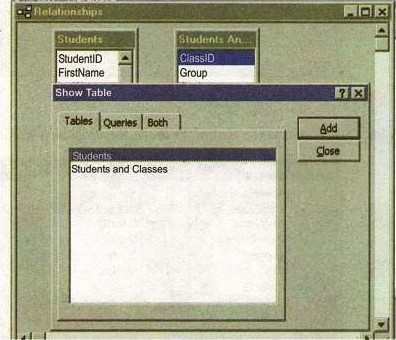 Relationships
Students
Students An...
StudentID
FirstName
ClassID
Group
Show Table
Tables
Queries
Both
Add
Close
Students
Students and Classes